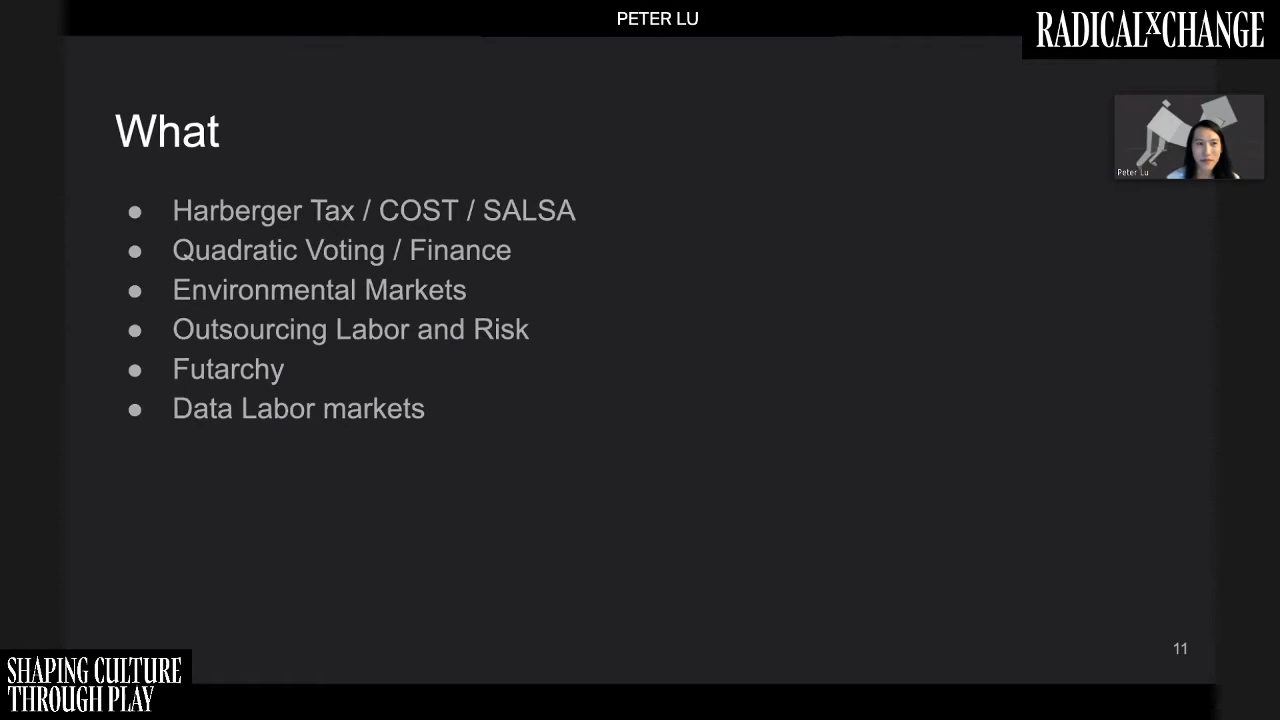 PETER LU
RADICALxCHANGE
What
Peter Lu
● Harberger Tax / COST / SALSA
● Quadratic Voting / Finance
● Environmental Markets
● Outsourcing Labor and Risk
● Futarchy
● Data Labor markets
11
SHAPING CULTURE
THROUGH PLAY